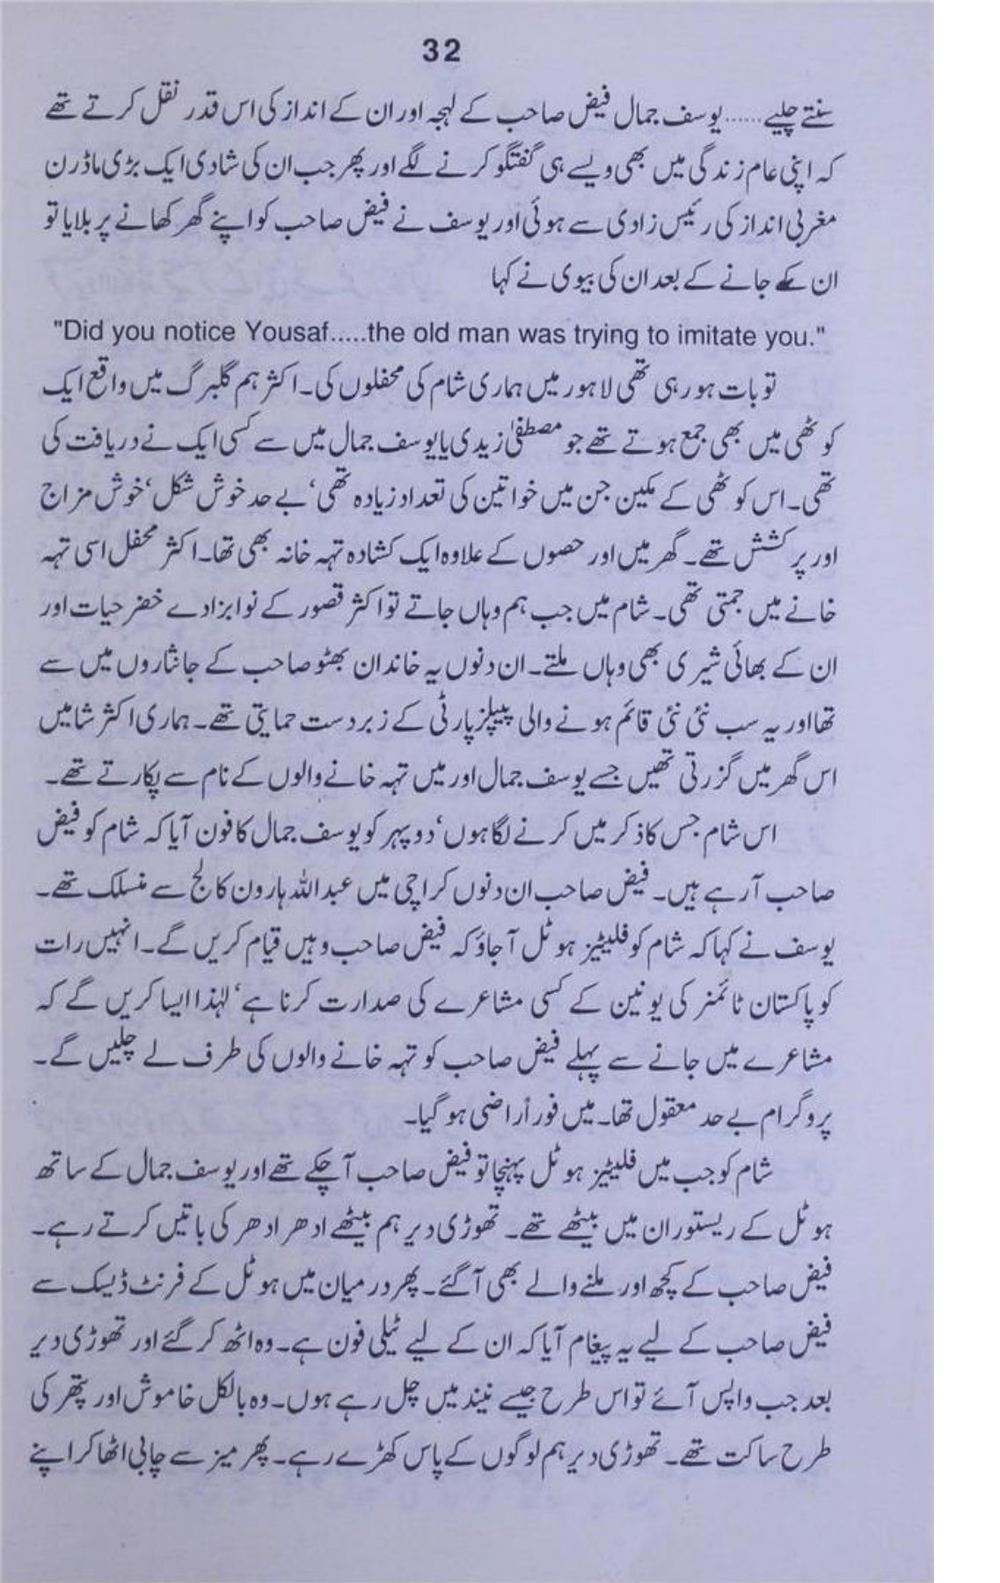 32
سنتے چلیے......یوسف جمال فیض صاحب کے لہجہ اور ان کے انداز کی اس قدر نقل کرتے تھے
کہ اپنی عام زندگی میں بھی ویسے ہی گفتگو کرنے لگے اور پھر جب ان کی شادی ایک بڑی ماڈرن
مغربی انداز کی رئیس زادی سے ہوئی اور یوسف نے فیض صاحب کو اپنے گھر کھانے پر بلایا تو
ان کے جانے کے بعد ان کی بیوی نے کہا
"Did you notice Yousaf.....the old man was trying to imitate you."
تو بات ہو رہی تھی لاہور میں ہماری شام کی محفلوں کی۔ اکثر ہم گلبرگ میں واقع ایک
کوٹھی میں بھی جمع ہوتے تھے جو مصطفیٰ زیدی یا یوسف جمال میں سے کسی ایک نے دریافت کی
تھی۔ اس کوٹھی کے مکین جن میں خواتین کی تعداد زیادہ تھی‘ بے حد خوش شکل‘ خوش مزاج
اور پرکشش تھے۔ گھر میں اور حصوں کے علاوہ ایک کشادہ تہہ خانہ بھی تھا۔ اکثر محفل اسی تہہ
خانے میں جمتی تھی۔ شام میں جب ہم وہاں جاتے تو اکثر قصور کے نوابزادے خضر حیات اور
ان کے بھائی شیری بھی وہاں ملتے۔ ان دنوں یہ خاندان بھٹو صاحب کے جانثاروں میں سے
تھا اور یہ سب نئی نئی قائم ہونے والی پیپلز پارٹی کے زبردست حمایتی تھے۔ ہماری اکثر شامیں
اس گھر میں گزرتی تھیں جسے یوسف جمال اور میں تہہ خانے والوں کے نام سے پکارتے تھے۔
اس شام جس کا ذکر میں کرنے لگا ہوں‘ دوپہر کو یوسف جمال کا فون آیا کہ شام کو فیض
صاحب آ رہے ہیں۔ فیض صاحب ان دنوں کراچی میں عبداللہ ہارون کالج سے منسلک تھے۔
یوسف نے کہا کہ شام کو فلیٹیز ہوٹل آ جاؤ کہ فیض صاحب وہیں قیام کریں گے۔ انہیں رات
کو پاکستان ٹائمز کی یونین کے کسی مشاعرے کی صدارت کرنا ہے‘ لہٰذا ایسا کریں گے کہ
مشاعرے میں جانے سے پہلے فیض صاحب کو تہہ خانے والوں کی طرف لے چلیں گے۔
پروگرام بے حد معقول تھا۔ میں فوراً راضی ہو گیا۔
شام کو جب میں فلیٹیز ہوٹل پہنچا تو فیض صاحب آ چکے تھے اور یوسف جمال کے ساتھ
ہوٹل کے ریستوران میں بیٹھے تھے۔ تھوڑی دیر ہم بیٹھے ادھر ادھر کی باتیں کرتے رہے۔
فیض صاحب کے کچھ اور ملنے والے بھی آ گئے۔ پھر درمیان میں ہوٹل کے فرنٹ ڈیسک سے
فیض صاحب کے لیے یہ پیغام آیا کہ ان کے لیے ٹیلی فون ہے۔ وہ اٹھ کر گئے اور تھوڑی دیر
بعد جب واپس آئے تو اس طرح جیسے نیند میں چل رہے ہوں۔ وہ بالکل خاموش اور پتھر کی
طرح ساکت تھے۔ تھوڑی دیر ہم لوگوں کے پاس کھڑے رہے۔ پھر میز سے چابی اٹھا کر اپنے